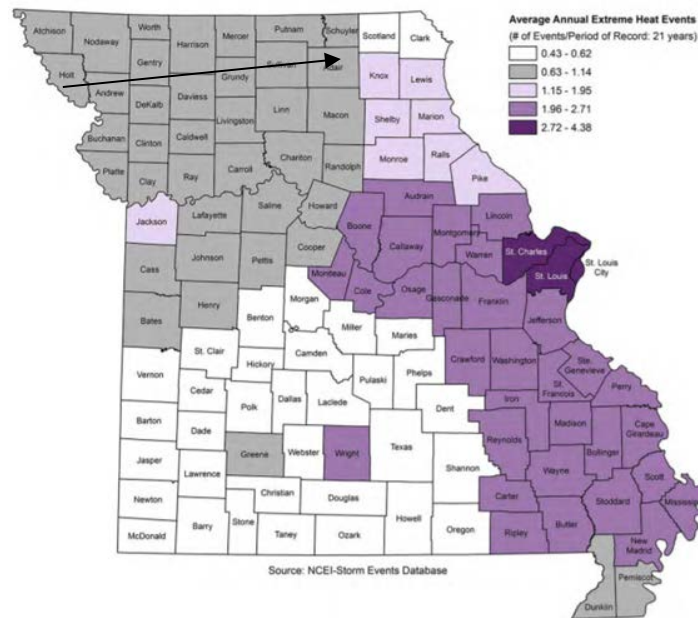 Average Annual Extreme Heat Events
(# of Events/Period of Record: 21 years)
0.43 - 0.62
0.63 - 1.14
1.15 - 1.95
1.96 - 2.71
2.72 - 4.38
Atchison
Nodaway
Worth
Harrison
Mercer
Putnam
Schuyler
Scotland
Clark
Holt
Gentry
Grundy
Sullivan
Adair
Knox
Lewis
Andrew
DeKalb
Daviess
Linn
Macon
Shelby
Marion
Livingston
Buchanan
Clinton
Caldwell
Chariton
Randolph
Monroe
Ralls
Pike
Platte
Clay
Ray
Carroll
Audrain
Jackson
Lafayette
Saline
Howard
Boone
Callaway
Montgomery
Lincoln
Warren
St. Charles
St. Louis
St. Louis
City
Cass
Johnson
Pettis
Cooper
Moniteau
Cole
Osage
Gasconade
Franklin
Jefferson
Bates
Henry
Benton
Morgan
Miller
Maries
Crawford
Washington
Ste.
Genevieve
St.
Francois
Perry
Vernon
St. Clair
Hickory
Camden
Pulaski
Phelps
Iron
Madison
Cape
Girardeau
Bollinger
Barton
Cedar
Polk
Dallas
Laclede
Dent
Reynolds
Wayne
Scott
Mississippi
Dade
Jasper
Greene
Webster
Wright
Texas
Shannon
Carter
Stoddard
Lawrence
Newton
Christian
Douglas
Howell
Oregon
Ripley
Butler
New
Madrid
McDonald
Barry
Stone
Taney
Ozark
Dunklin
Pemiscot
Source: NCEI-Storm Events Database